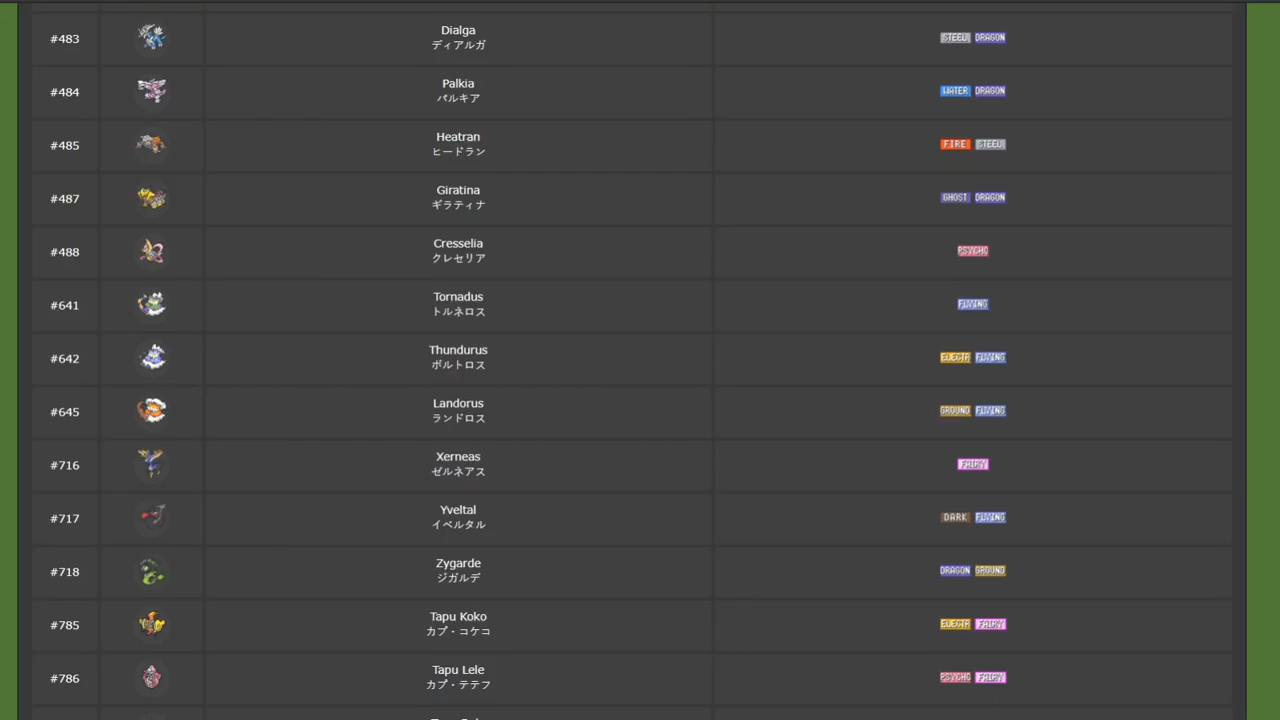 #483
Dialga
ディアルガ
STEEL DRAGON
#484
Palkia
パルキア
WATER DRAGON
#485
Heatran
ヒードラン
FIRE STEEL
#487
Giratina
ギラティナ
GHOST DRAGON
#488
Cresselia
クレセリア
PSYCHC
#641
Tornadus
トルネロス
FLYING
#642
Thundurus
ボルトロス
ELECTR FLYING
#645
Landorus
ランドロス
GROUND FLYING
#716
Xerneas
ゼルネアス
FAIRY
#717
Yveltal
イベルタル
DARK FLYING
#718
Zygarde
ジガルデ
DRAGON GROUND
#785
Tapu Koko
カプ・コケコ
ELECTR FAIRY
#786
Tapu Lele
カプ・テテフ
PSYCHC FAIRY